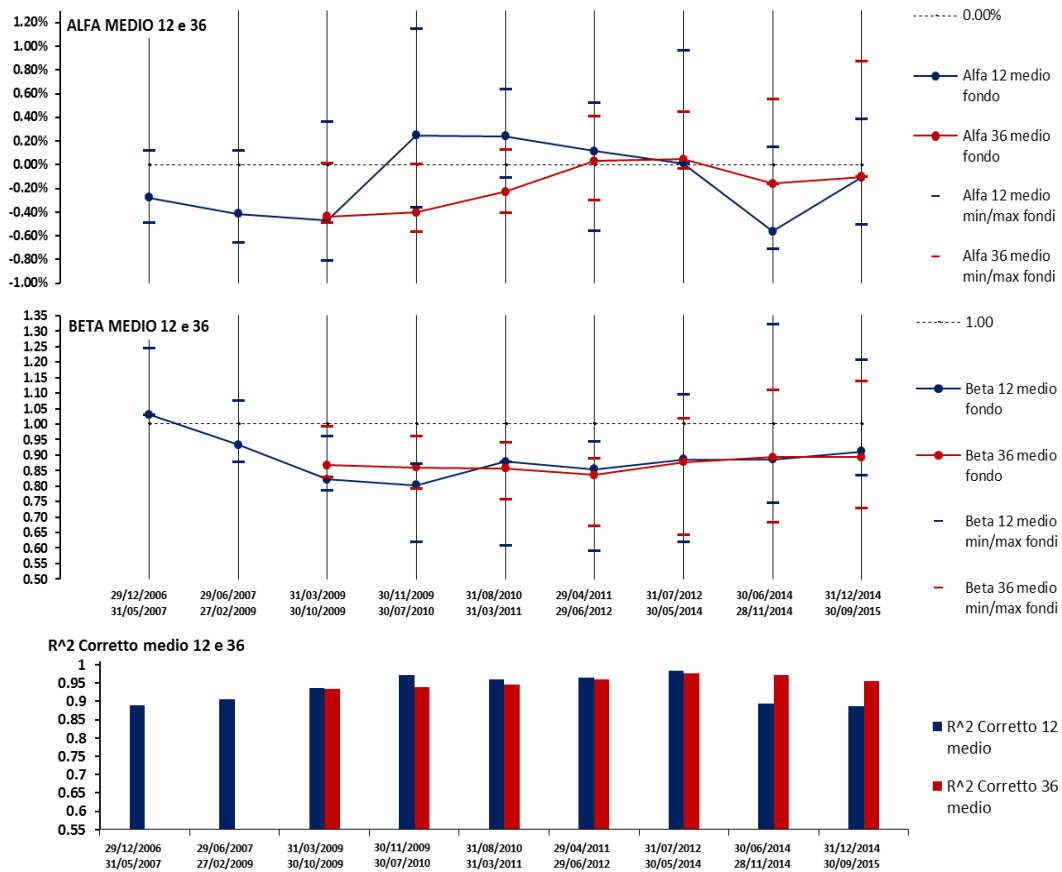 ALFA MEDIO 12 e 36
1.20%
1.00%
0.80%
0.60%
0.40%
0.20%
0.00%
-0.20%
-0.40%
-0.60%
-0.80%
-1.00%
0.00%
Alfa 12 medio
fondo
Alfa 36 medio
fondo
Alfa 12 medio
min/max fondi
Alfa 36 medio
min/max fondi
BETA MEDIO 12 e 36
1.35
1.30
1.25
1.20
1.15
1.10
1.05
1.00
0.95
0.90
0.85
0.80
0.75
0.70
0.65
0.60
0.55
0.50
29/12/2006 29/06/2007 31/03/2009 30/11/2009 31/08/2010 29/04/2011 31/07/2012 30/06/2014 31/12/2014
31/05/2007 27/02/2009 30/10/2009 30/07/2010 31/03/2011 29/06/2012 30/05/2014 28/11/2014 30/09/2015
1.00
Beta 12 medio
fondo
Beta 36 medio
fondo
Beta 12 medio
min/max fondi
Beta 36 medio
min/max fondi
R^2 Corretto medio 12 e 36
1
0.95
0.9
0.85
0.8
0.75
0.7
0.65
0.6
0.55
29/12/2006 29/06/2007 31/03/2009 30/11/2009 31/08/2010 29/04/2011 31/07/2012 30/06/2014 31/12/2014
31/05/2007 27/02/2009 30/10/2009 30/07/2010 31/03/2011 29/06/2012 30/05/2014 28/11/2014 30/09/2015
R^2 Corretto 12
medio
R^2 Corretto 36
medio